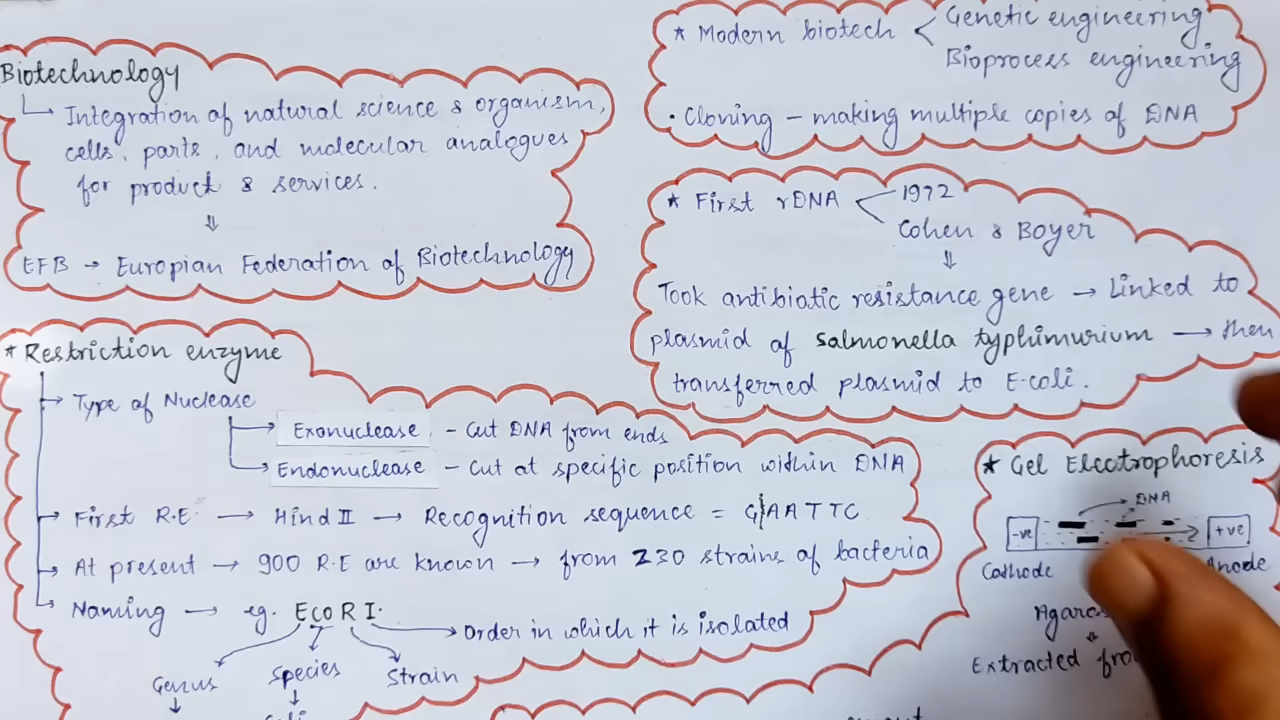 Biotechnology
Integration of natural science & organism,
cells, parts, and molecular analogues
for product & services.
⇓
EFB → Europian Federation of Biotechnology
* Modern biotech < Genetic engineering
Bioprocess engineering
• Cloning - making multiple copies of DNA
* First rDNA < 1972
Cohen & Boyer
⇓
Took antibiotic resistance gene → Linked to
plasmid of salmonella typhimurium → then
transferred plasmid to E.coli.
* Restriction enzyme
→ Type of Nuclease
→ Exonuclease - Cut DNA from ends
→ Endonuclease - Cut at specific position within DNA
→ First R.E. → Hind II → Recognition sequence = G|AATTC
→ At present → 900 R.E are known → from 230 strains of bacteria
→ Naming → eg. EcoR I.
→ Order in which it is isolated
Genus
Species
Strain
* Gel Electrophoresis
DNA
-ve
+ve
Cathode
Anode
Extracted